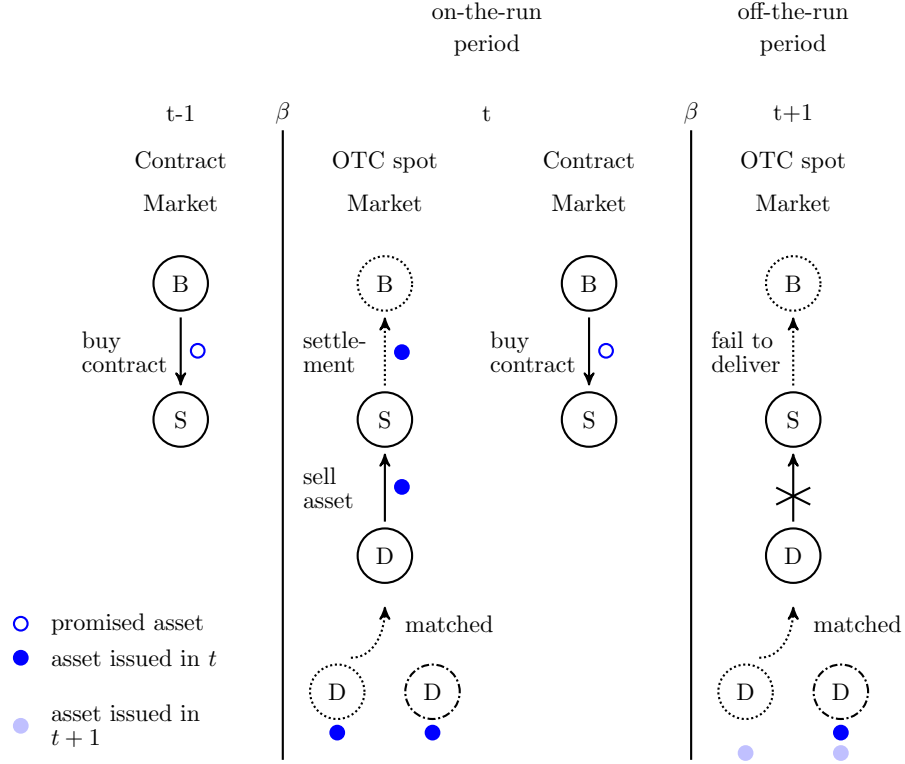 on-the-run
period
off-the-run
period
t-1
β
t
β
t+1
Contract
Market
OTC spot
Market
Contract
Market
OTC spot
Market
B
B
B
B
buy
contract
settle-
ment
buy
contract
fail to
deliver
S
S
S
S
sell
asset
D
D
promised asset
asset issued in t
asset issued in
t + 1
matched
matched
D
D
D
D